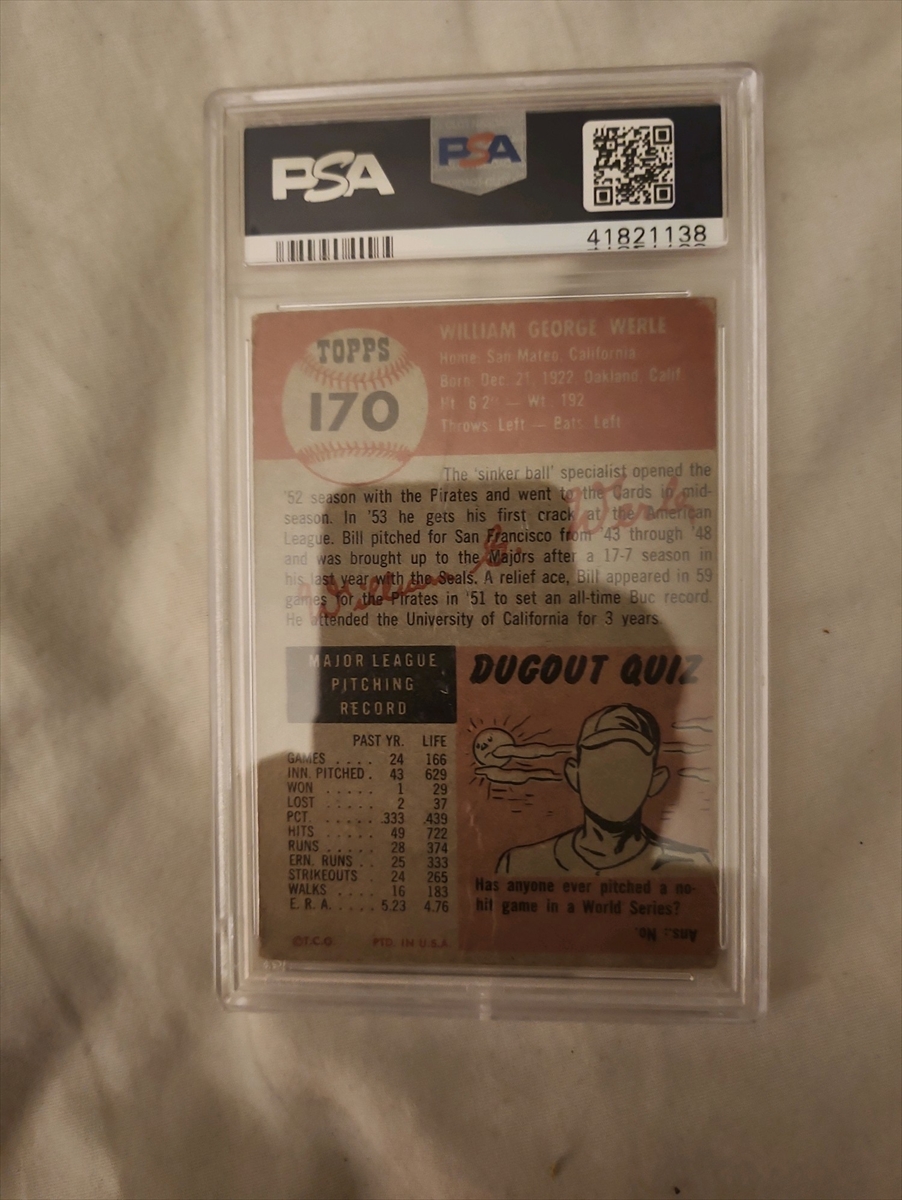 PSA
PSA
41821138
TOPPS
170
WILLIAM GEORGE WERLE
Home: San Mateo, California
Born: Dec. 21, 1922, Oakland, Calif.
Ht. 6'2" — Wt. 192
Throws: Left — Bats: Left
The 'sinker ball' specialist opened the
'52 season with the Pirates and went to the Cards in mid-
season. In '53 he gets his first crack at the American
League. Bill pitched for San Francisco from '43 through '48
and was brought up to the Majors after a 17-7 season in
his last year with the Seals. A relief ace, Bill appeared in 59
games for the Pirates in '51 to set an all-time Buc record.
He attended the University of California for 3 years.
William G. Werle
MAJOR LEAGUE
PITCHING
RECORD
PAST YR. LIFE
GAMES . . . . 24 166
INN. PITCHED . 43 629
WON . . . . . 1 29
LOST . . . . . 2 37
PCT. . . . . . .333 .439
HITS . . . . . 49 722
RUNS . . . . . 28 374
ERN. RUNS . . 25 333
STRIKEOUTS . 24 265
WALKS . . . . 16 183
E. R. A. . . . . 5.23 4.76
©T.C.G. PTD. IN U.S.A.
DUGOUT QUIZ
Has anyone ever pitched a no-
hit game in a World Series?
Ans.: No.